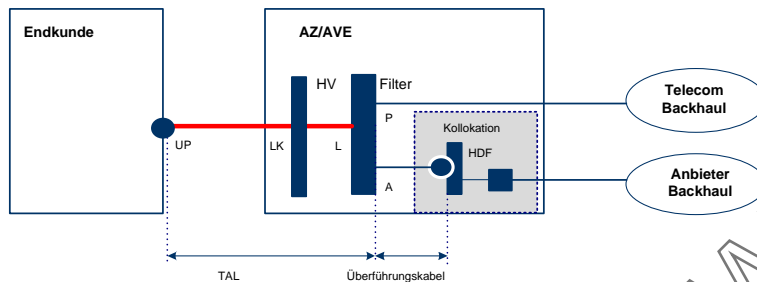 Endkunde
AZ/AVE
HV
Filter
Telecom
Backhaul
P
Kollokation
UP
LK
L
HDF
A
Anbieter
Backhaul
TAL
Überführungskabel